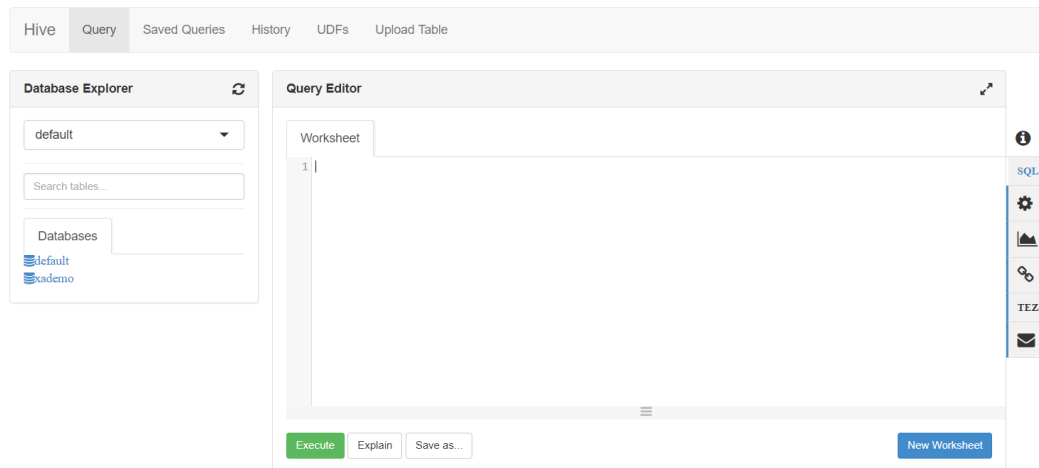 Hive Query Saved Queries History UDFs Upload Table
Database Explorer
default
Search tables...
Databases
default
xademo
Query Editor
Worksheet
1
Execute Explain Save as... New Worksheet
SQL
TEZ